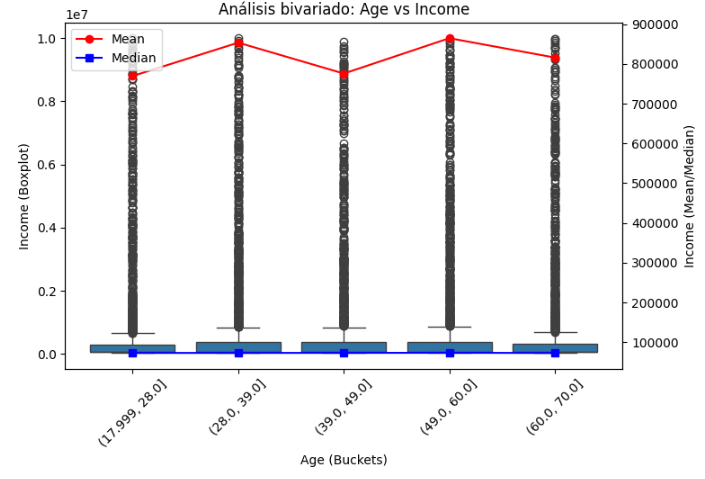 Análisis bivariado: Age vs Income
1e7
Mean
Median
1.0
0.8
0.6
0.4
0.2
0.0
Income (Boxplot)
900000
800000
700000
600000
500000
400000
300000
200000
100000
Income (Mean/Median)
(17.999, 28.0]
(28.0, 39.0]
(39.0, 49.0]
(49.0, 60.0]
(60.0, 70.0]
Age (Buckets)